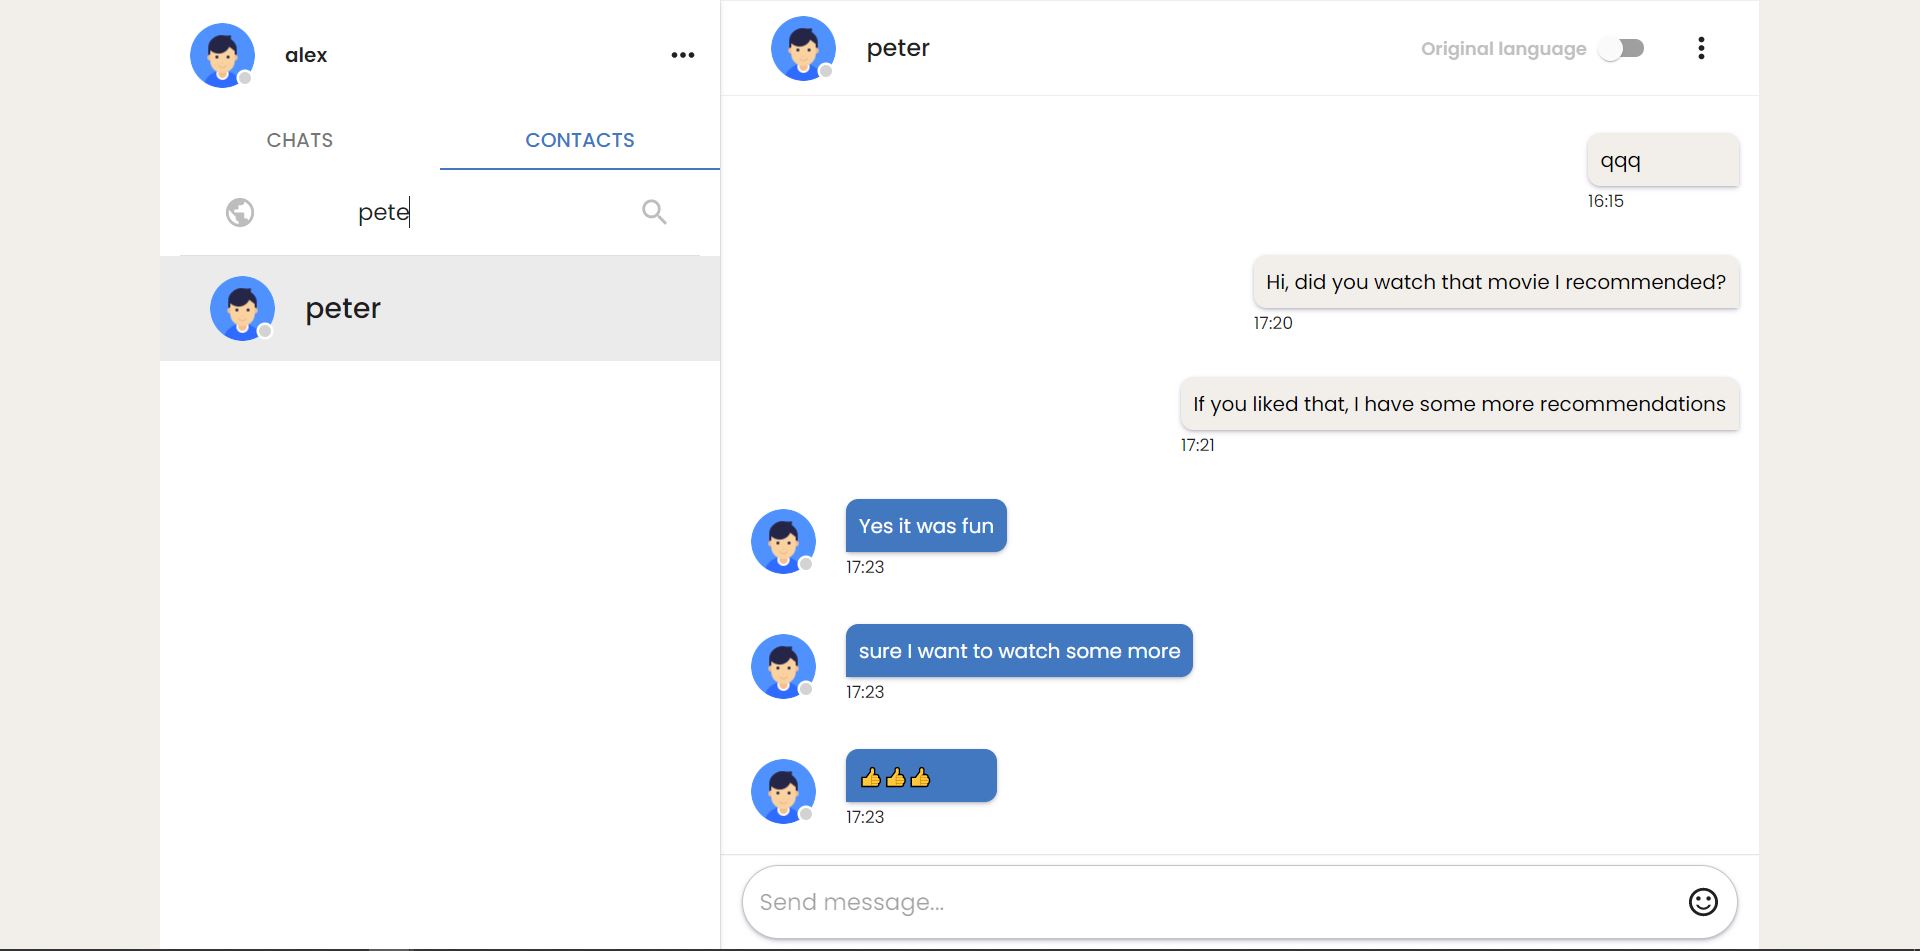 alex
CHATS
CONTACTS
pete
peter
peter
Original language
qqq
16:15
Hi, did you watch that movie I recommended?
17:20
If you liked that, I have some more recommendations
17:21
Yes it was fun
17:23
sure I want to watch some more
17:23
👍👍👍
17:23
Send message...